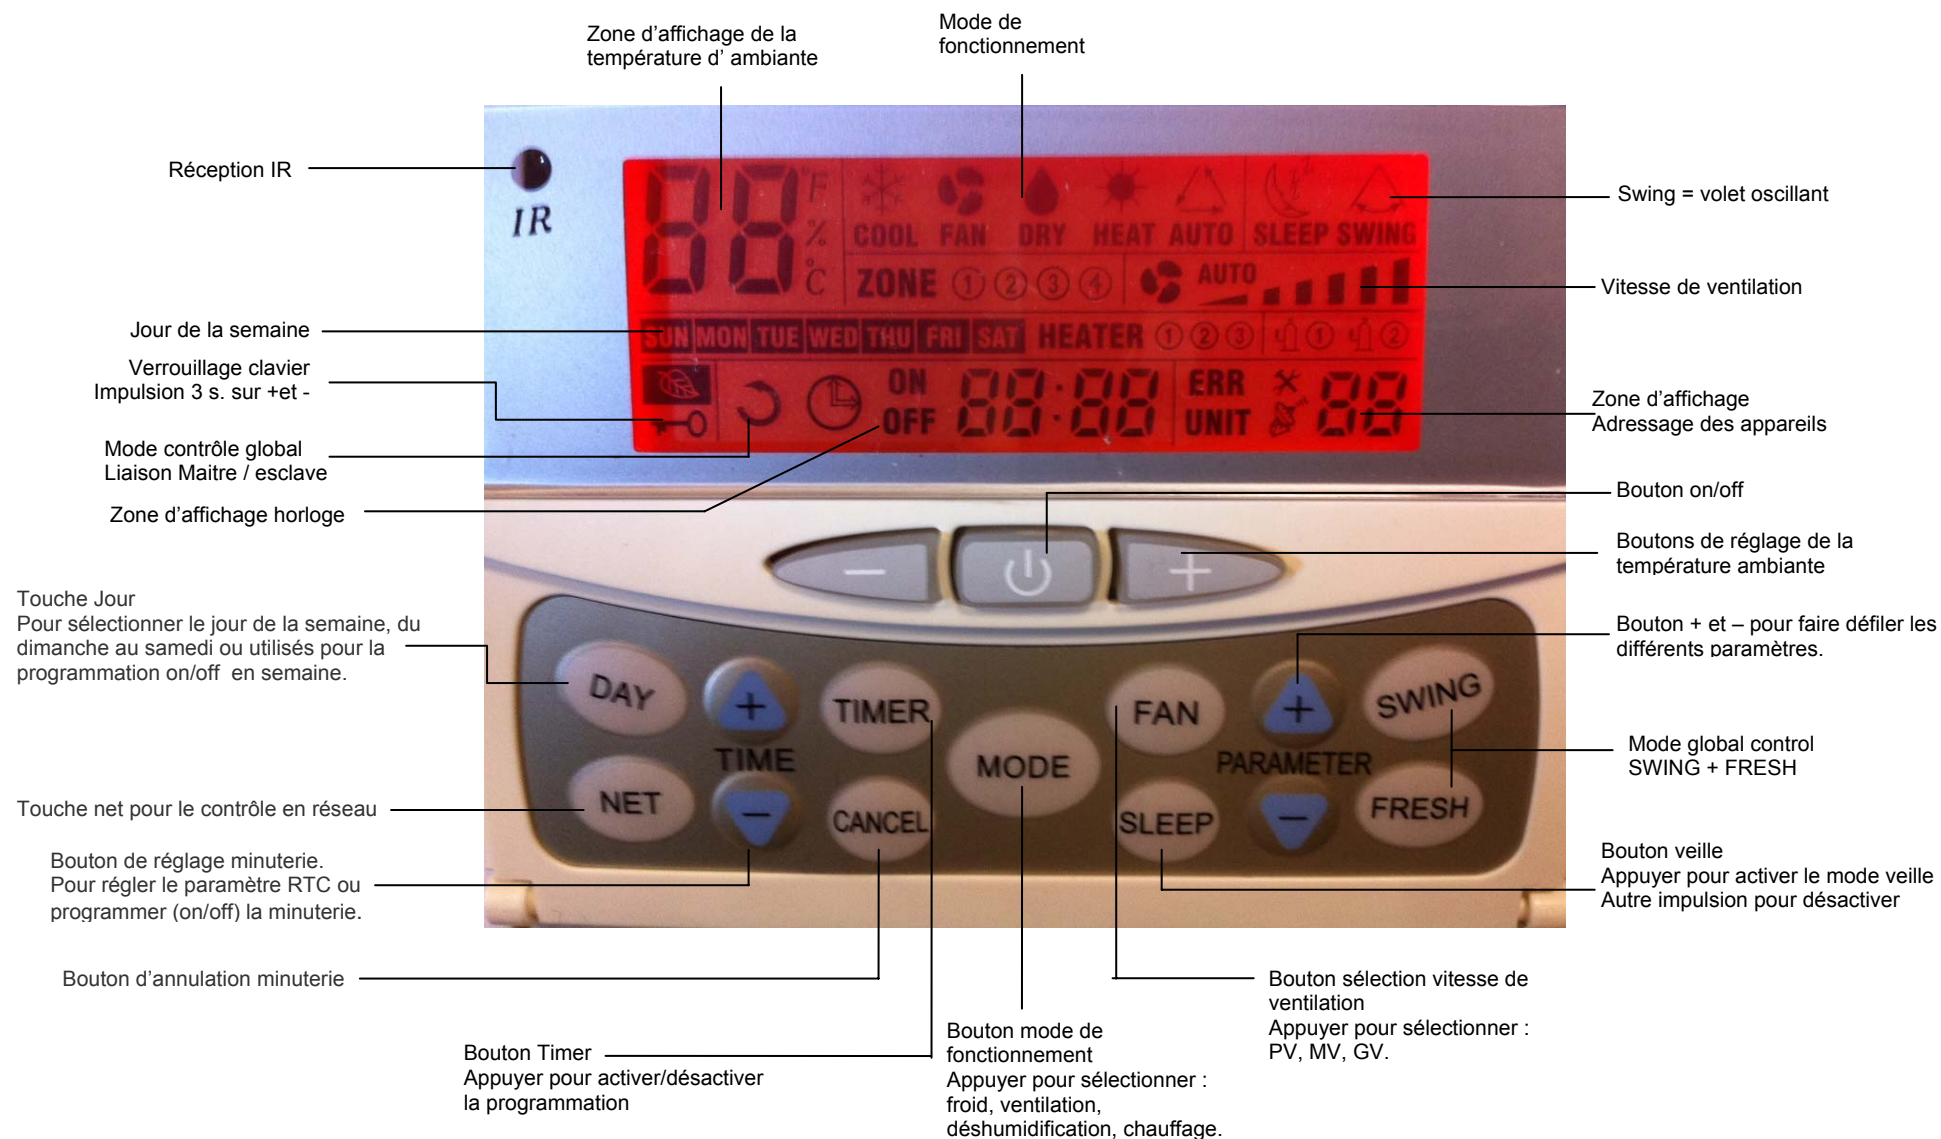 Zone d'affichage de la
température d' ambiante
Mode de
fonctionnement
Réception IR
IR
°F
%
°C
COOL FAN DRY HEAT AUTO SLEEP SWING
ZONE 1 2 3 4 AUTO
SUN MON TUE WED THU FRI SAT HEATER 1 2 3 1 2
ON 88:88 ERR 88
OFF UNIT
Swing = volet oscillant
Vitesse de ventilation
Jour de la semaine
Verrouillage clavier
Impulsion 3 s. sur +et -
Mode contrôle global
Liaison Maitre / esclave
Zone d'affichage horloge
Zone d'affichage
Adressage des appareils
Bouton on/off
Boutons de réglage de la
température ambiante
− +
Touche Jour
Pour sélectionner le jour de la semaine, du
dimanche au samedi ou utilisés pour la
programmation on/off en semaine.
Bouton + et – pour faire défiler les
différents paramètres.
DAY + TIMER FAN + SWING
TIME MODE PARAMETER
NET − CANCEL SLEEP − FRESH
Mode global control
SWING + FRESH
Touche net pour le contrôle en réseau
Bouton de réglage minuterie.
Pour régler le paramètre RTC ou
programmer (on/off) la minuterie.
Bouton veille
Appuyer pour activer le mode veille
Autre impulsion pour désactiver
Bouton d'annulation minuterie
Bouton sélection vitesse de
ventilation
Appuyer pour sélectionner :
PV, MV, GV.
Bouton Timer
Appuyer pour activer/désactiver
la programmation
Bouton mode de
fonctionnement
Appuyer pour sélectionner :
froid, ventilation,
déshumidification, chauffage.